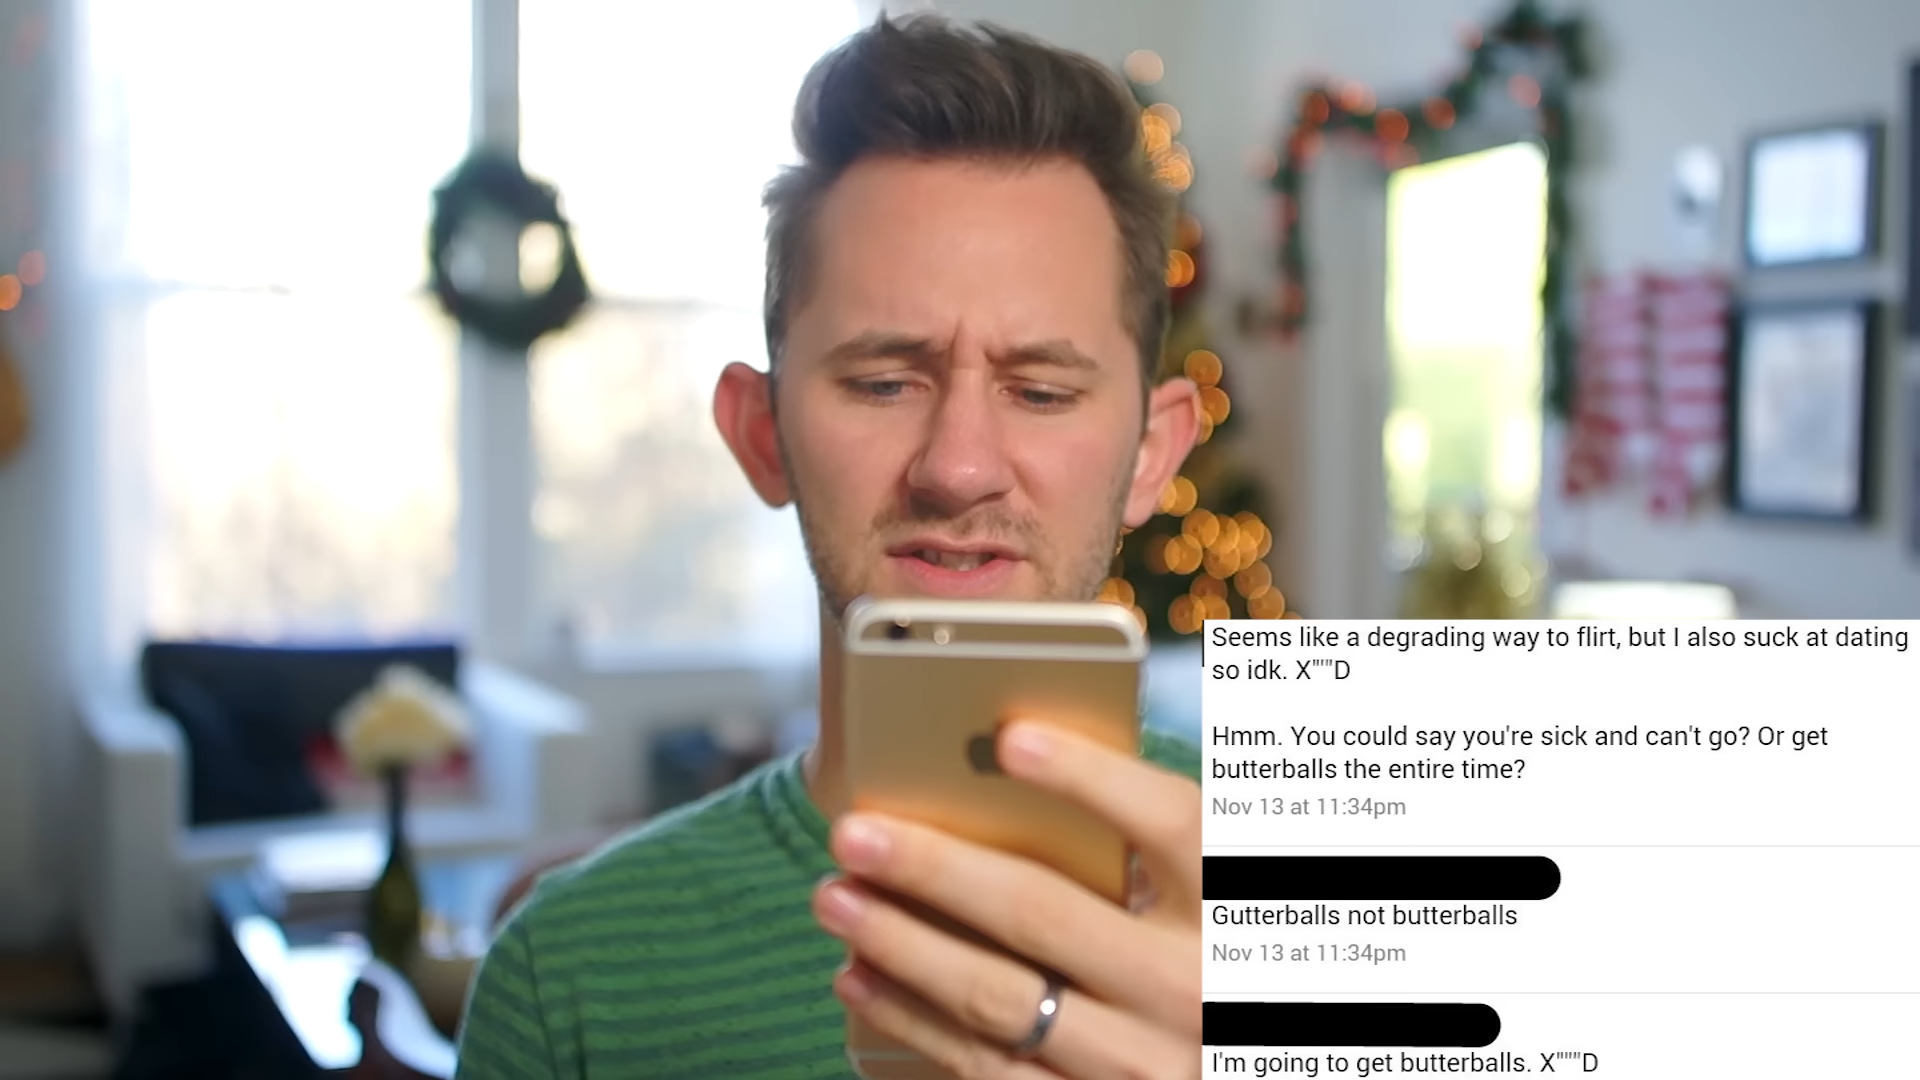 Seems like a degrading way to flirt, but I also suck at dating
so idk. X"""D
Hmm. You could say you're sick and can't go? Or get
butterballs the entire time?
Nov 13 at 11:34pm
Gutterballs not butterballs
Nov 13 at 11:34pm
I'm going to get butterballs. X""""D